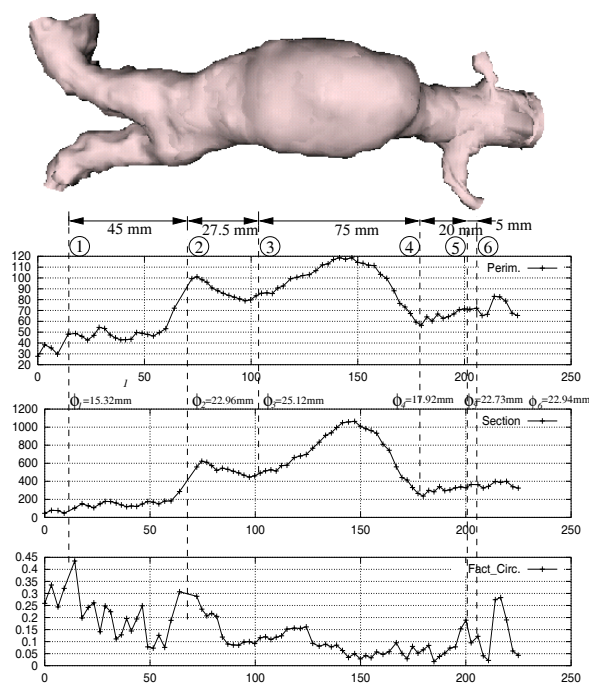 45 mm 27.5 mm 75 mm 20 mm 5 mm
1 2 3 4 5 6
120
110
100
90
80
70
60
50
40
30
20
Perim.
0 50 100 150 200 250
l
ϕ1=15.32mm ϕ2=22.96mm ϕ3=25.12mm ϕ4=17.92mm ϕ5=22.73mm ϕ6=22.94mm
1200
1000
800
600
400
200
0
Section
0 50 100 150 200 250
0.45
0.4
0.35
0.3
0.25
0.2
0.15
0.1
0.05
0
Fact_Circ.
0 50 100 150 200 250